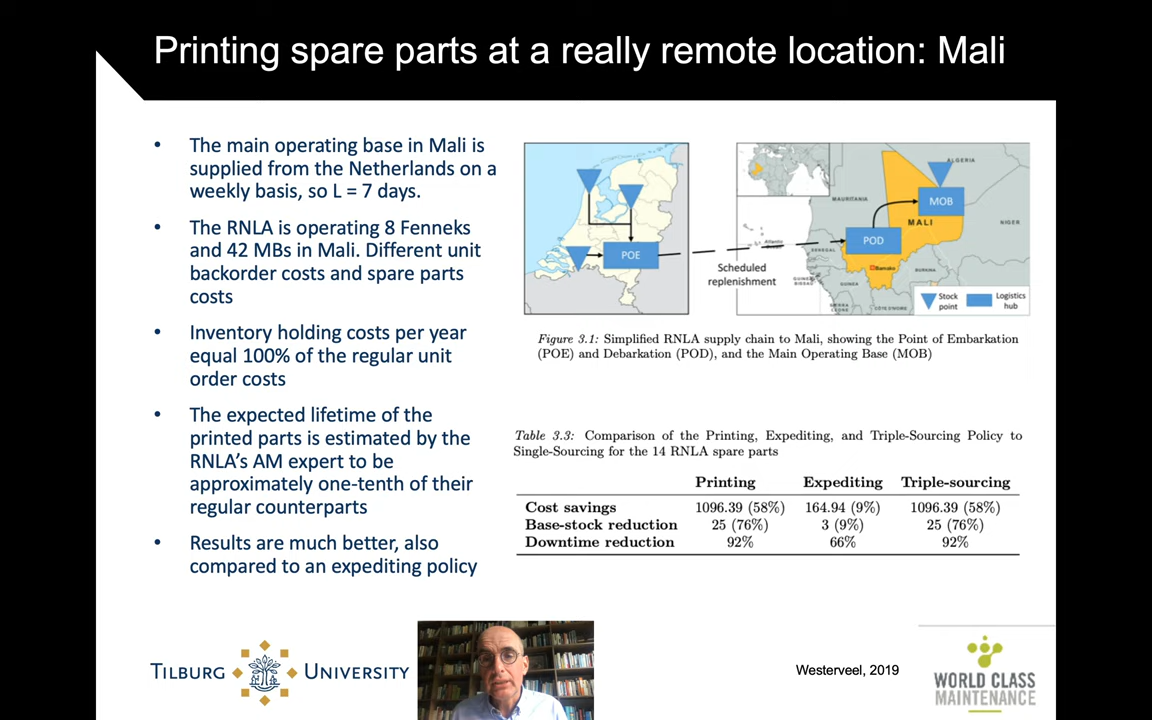 Printing spare parts at a really remote location: Mali
• The main operating base in Mali is
supplied from the Netherlands on a
weekly basis, so L = 7 days.
• The RNLA is operating 8 Fenneks
and 42 MBs in Mali. Different unit
backorder costs and spare parts
costs
• Inventory holding costs per year
equal 100% of the regular unit
order costs
• The expected lifetime of the
printed parts is estimated by the
RNLA's AM expert to be
approximately one-tenth of their
regular counterparts
• Results are much better, also
compared to an expediting policy
POE
Scheduled
replenishment
ALGERIA
MAURITANIA
MOB
MALI
NIGER
POD
Atlantic
SENEGAL
Bamako
BURKINA
GUINEA
Stock
point
Logistics
hub
Figure 3.1: Simplified RNLA supply chain to Mali, showing the Point of Embarkation
(POE) and Debarkation (POD), and the Main Operating Base (MOB)
Table 3.3: Comparison of the Printing, Expediting, and Triple-Sourcing Policy to
Single-Sourcing for the 14 RNLA spare parts
Printing Expediting Triple-sourcing
Cost savings 1096.39 (58%) 164.94 (9%) 1096.39 (58%)
Base-stock reduction 25 (76%) 3 (9%) 25 (76%)
Downtime reduction 92% 66% 92%
TILBURG UNIVERSITY
Westerveel, 2019
WORLD CLASS
MAINTENANCE